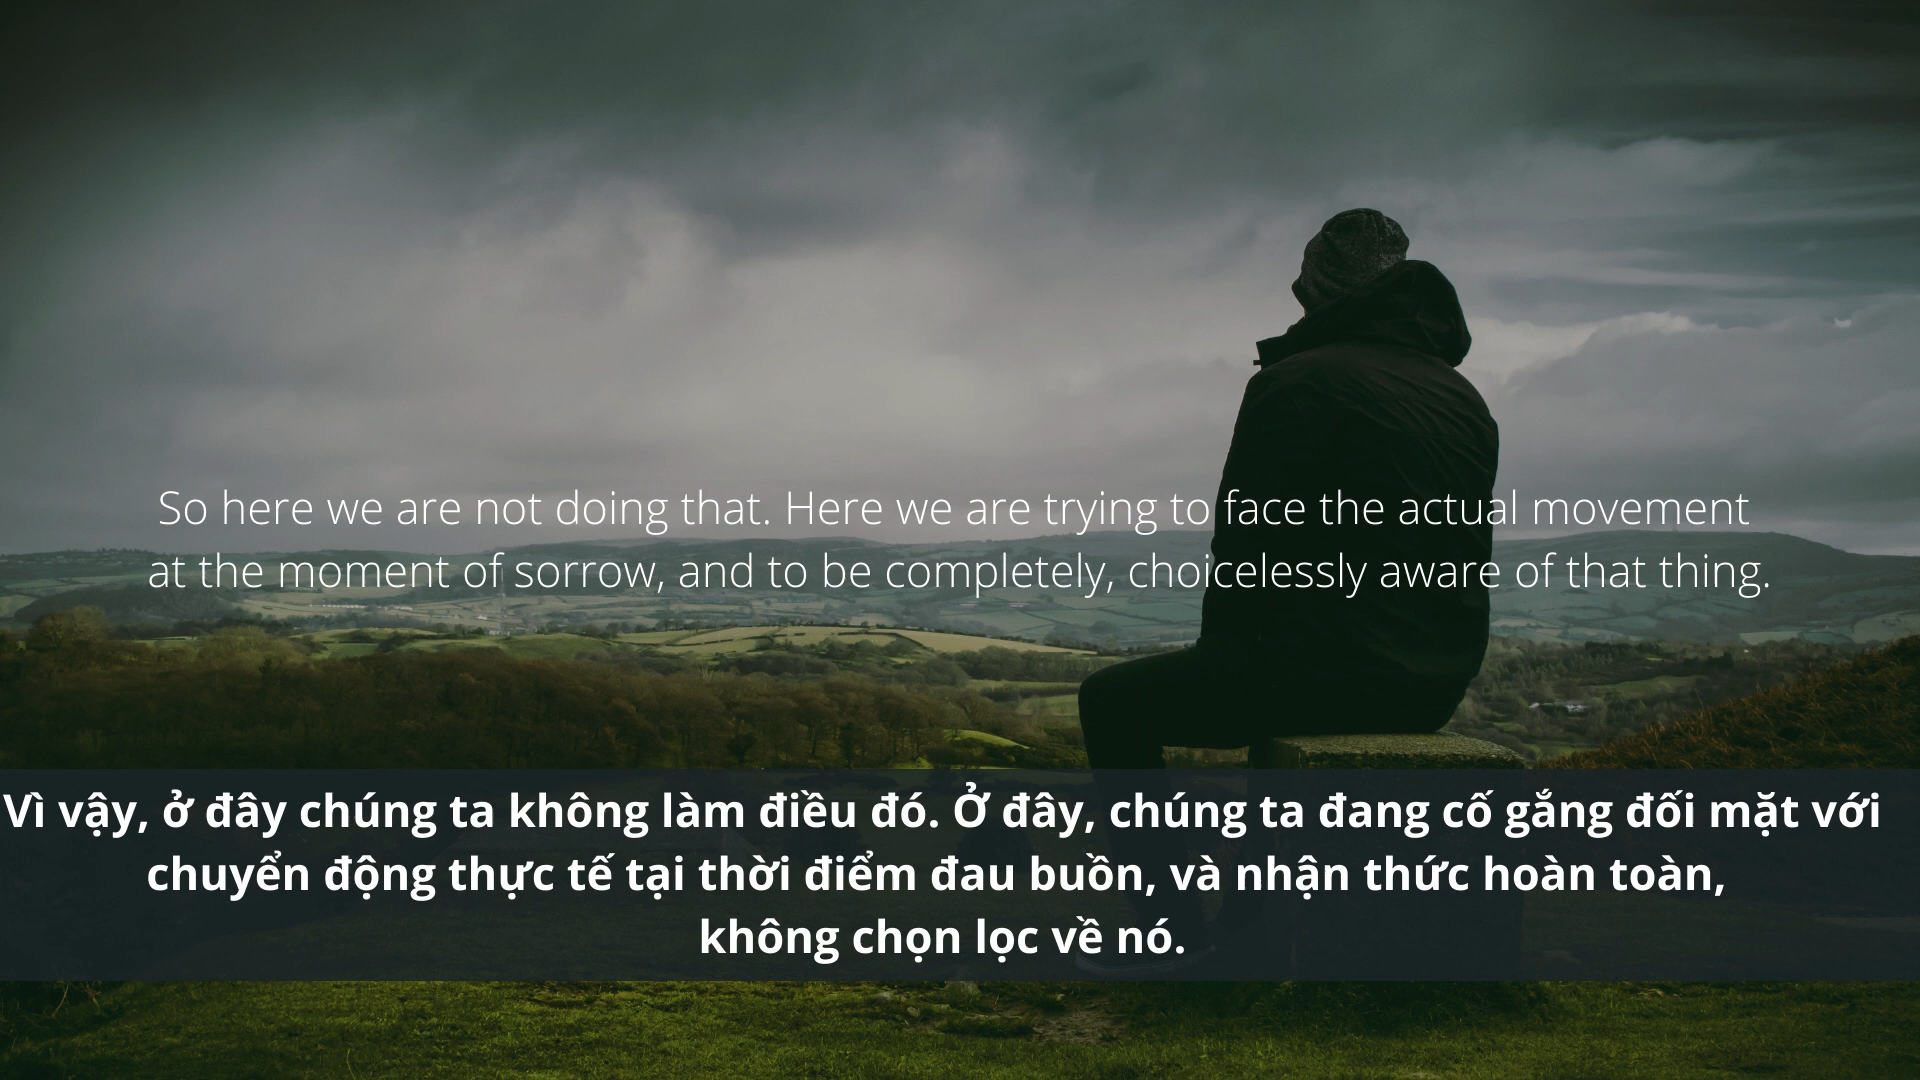 So here we are not doing that. Here we are trying to face the actual movement
at the moment of sorrow, and to be completely, choicelessly aware of that thing.
Vì vậy, ở đây chúng ta không làm điều đó. Ở đây, chúng ta đang cố gắng đối mặt với
chuyển động thực tế tại thời điểm đau buồn, và nhận thức hoàn toàn,
không chọn lọc về nó.